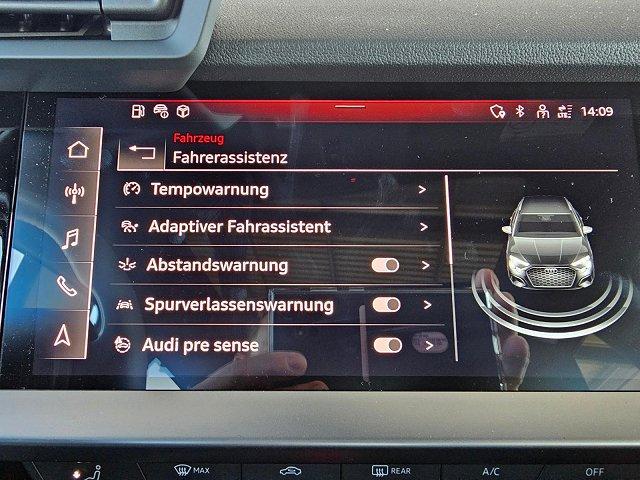 14:09
Fahrzeug
Fahrerassistenz
Tempowarnung
Adaptiver Fahrassistent
Abstandswarnung
Spurverlassenswarnung
Audi pre sense
MAX
REAR
A/C
OFF